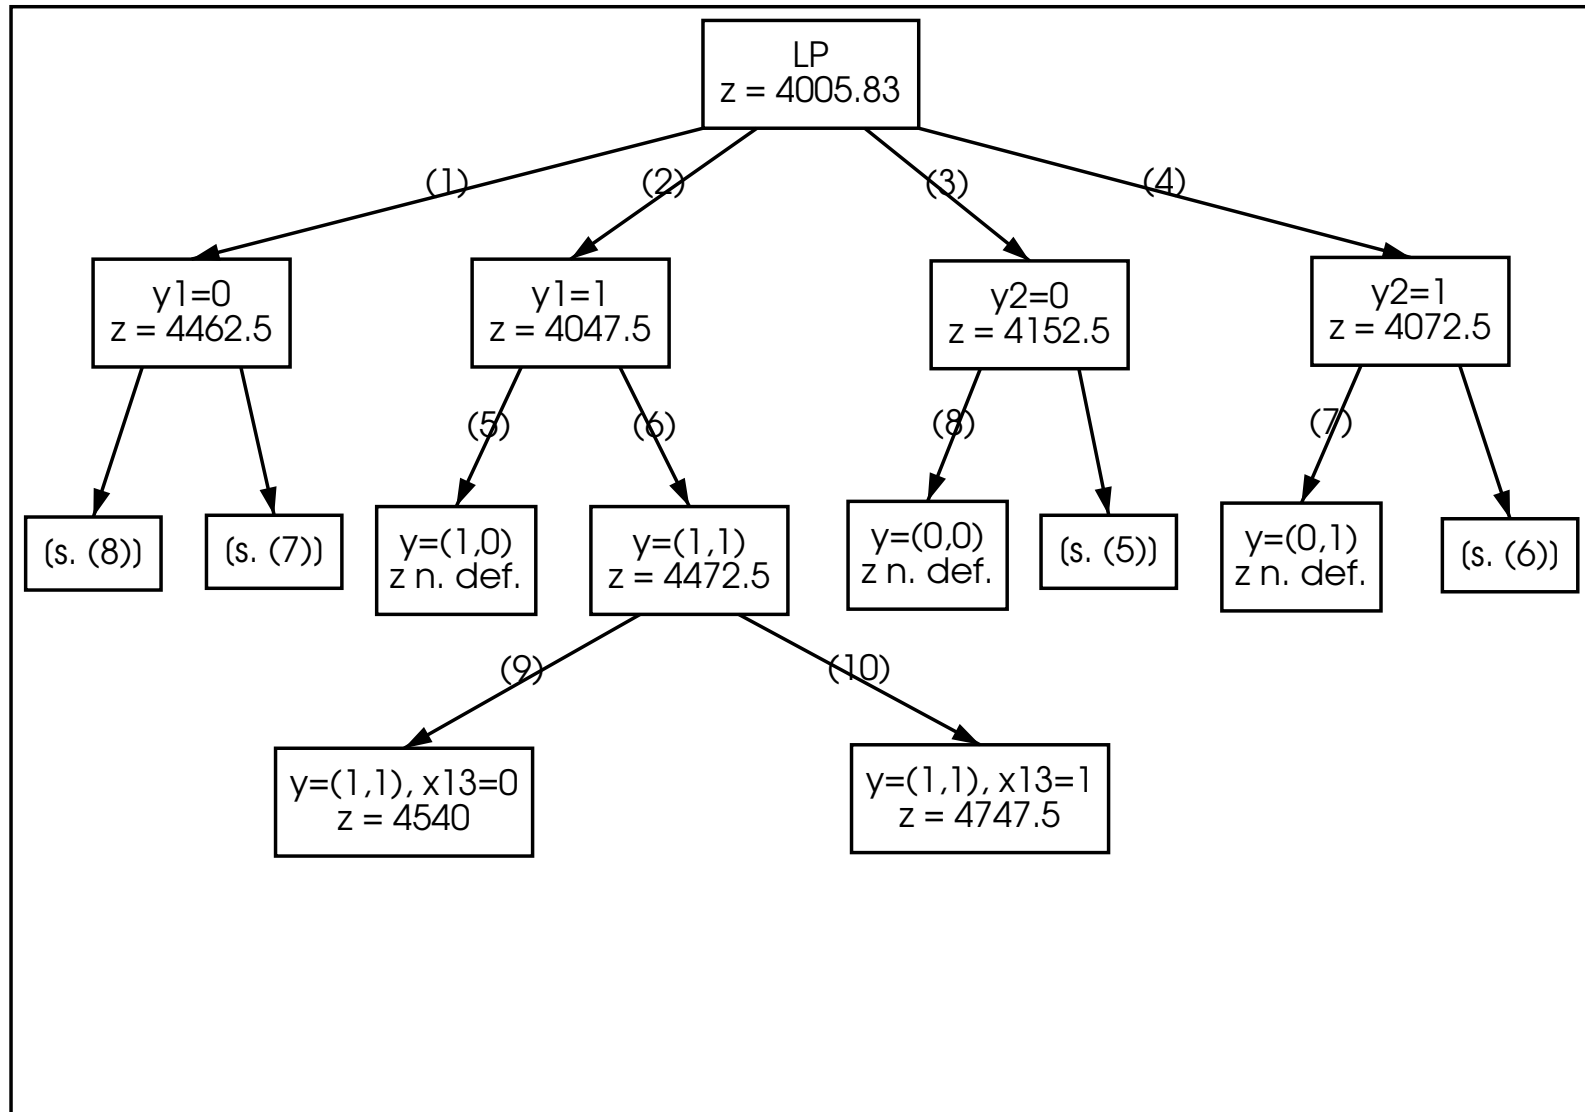 LP
z = 4005.83
(1)
(2)
(3)
(4)
y1=0
z = 4462.5
y1=1
z = 4047.5
y2=0
z = 4152.5
y2=1
z = 4072.5
(5)
(6)
(8)
(7)
(s. (8))
(s. (7))
y=(1,0)
z n. def.
y=(1,1)
z = 4472.5
y=(0,0)
z n. def.
(s. (5))
y=(0,1)
z n. def.
(s. (6))
(9)
(10)
y=(1,1), x13=0
z = 4540
y=(1,1), x13=1
z = 4747.5